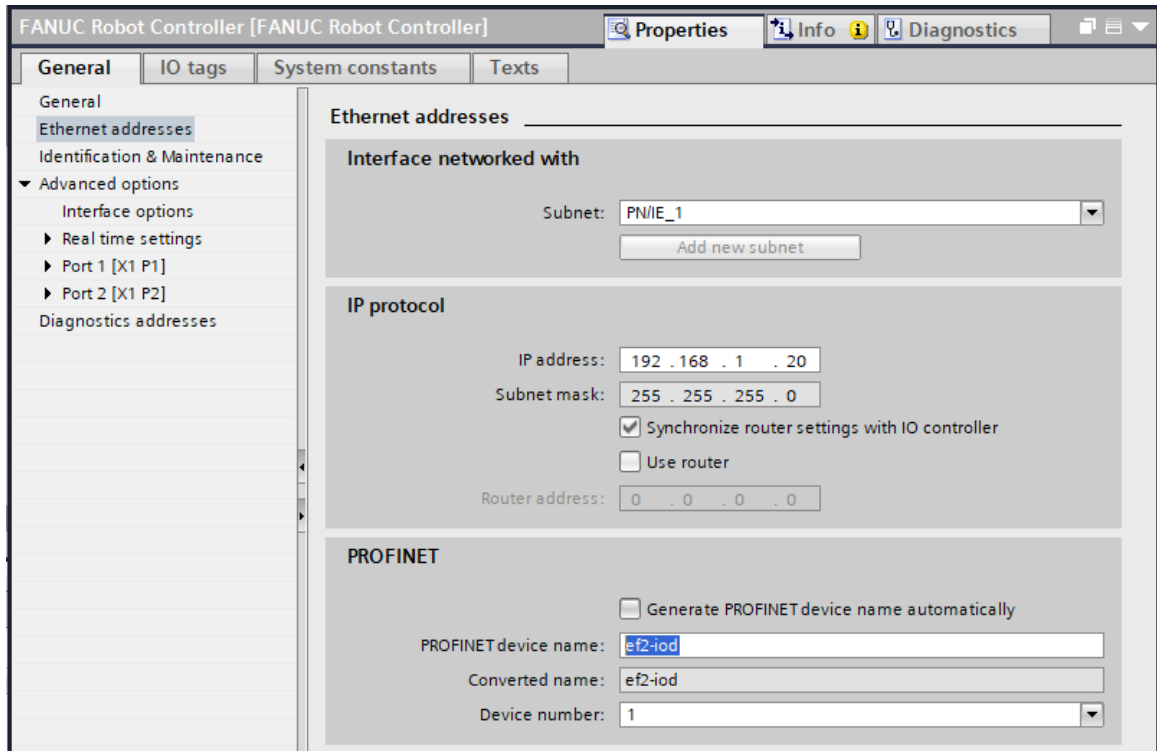 FANUC Robot Controller [FANUC Robot Controller] Properties Info Diagnostics
General IO tags System constants Texts
General
Ethernet addresses
Identification & Maintenance
Advanced options
Interface options
Real time settings
Port 1 [X1 P1]
Port 2 [X1 P2]
Diagnostics addresses
Ethernet addresses
Interface networked with
Subnet: PN/IE_1
Add new subnet
IP protocol
IP address: 192 . 168 . 1 . 20
Subnet mask: 255 . 255 . 255 . 0
Synchronize router settings with IO controller
Use router
Router address: 0 . 0 . 0 . 0
PROFINET
Generate PROFINET device name automatically
PROFINET device name: ef2-iod
Converted name: ef2-iod
Device number: 1